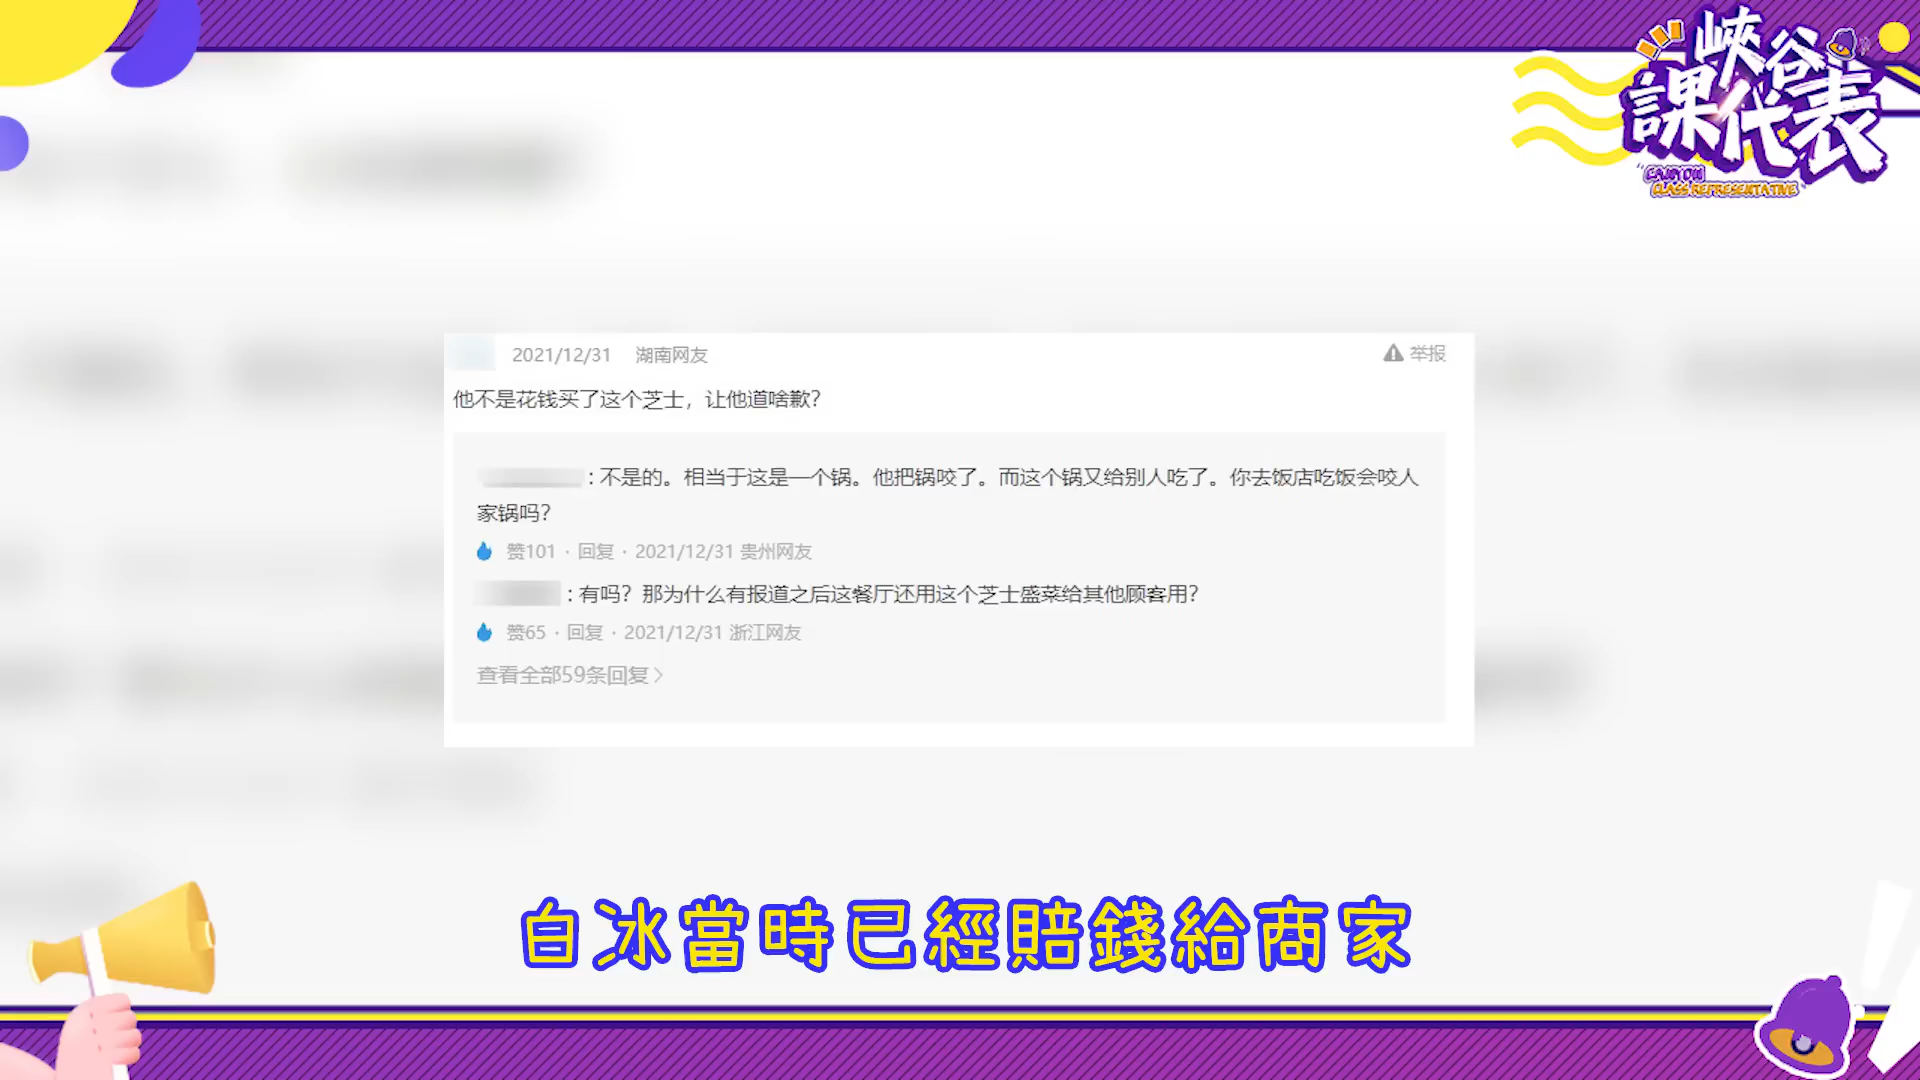 峽谷
課代表
CANYON
CLASS REPRESENTATIVE
2021/12/31 湖南网友 举报
他不是花钱买了这个芝士，让他道啥歉？
：不是的。相当于这是一个锅。他把锅咬了。而这个锅又给别人吃了。你去饭店吃饭会咬人
家锅吗？
赞101 · 回复 · 2021/12/31 贵州网友
：有吗？那为什么有报道之后这餐厅还用这个芝士盛菜给其他顾客用？
赞65 · 回复 · 2021/12/31 浙江网友
查看全部59条回复>
白冰當時已經賠錢給商家